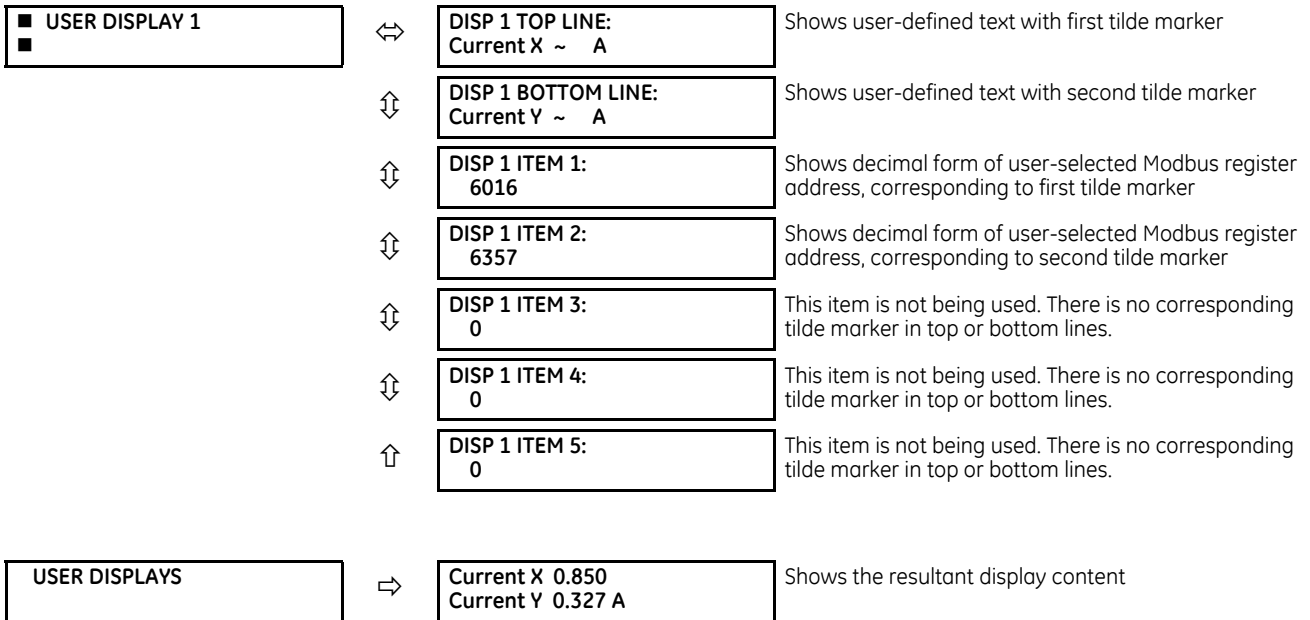 ■ USER DISPLAY 1
■
DISP 1 TOP LINE:
Current X ~ A
Shows user-defined text with first tilde marker
DISP 1 BOTTOM LINE:
Current Y ~ A
Shows user-defined text with second tilde marker
DISP 1 ITEM 1:
6016
Shows decimal form of user-selected Modbus register
address, corresponding to first tilde marker
DISP 1 ITEM 2:
6357
Shows decimal form of user-selected Modbus register
address, corresponding to second tilde marker
DISP 1 ITEM 3:
0
This item is not being used. There is no corresponding
tilde marker in top or bottom lines.
DISP 1 ITEM 4:
0
This item is not being used. There is no corresponding
tilde marker in top or bottom lines.
DISP 1 ITEM 5:
0
This item is not being used. There is no corresponding
tilde marker in top or bottom lines.
USER DISPLAYS
Current X 0.850
Current Y 0.327 A
Shows the resultant display content